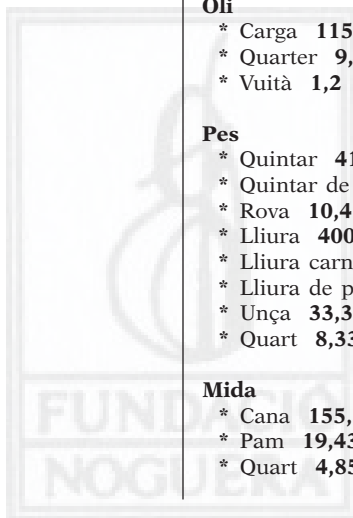 Oli
* Carga 115
* Quarter 9,
* Vuità 1,2
Pes
* Quintar 41
* Quintar de
* Rova 10,4
* Lliura 400
* Lliura carn
* Lliura de p
* Unça 33,3
* Quart 8,33
Mida
* Cana 155,
* Pam 19,43
* Quart 4,85
FUNDACIÓ
NOGUERA